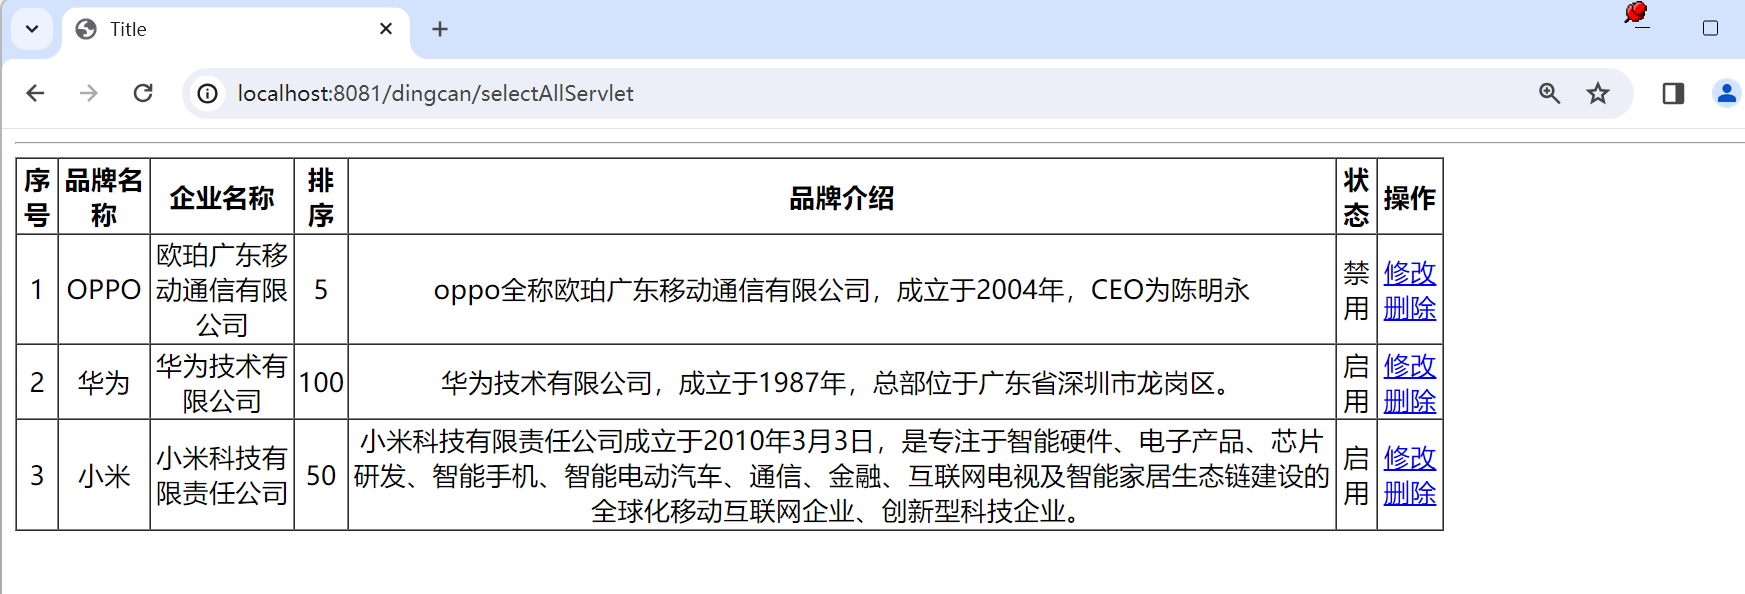 Title
localhost:8081/dingcan/selectAllServlet
序号 品牌名称 企业名称 排序 品牌介绍 状态 操作
1 OPPO 欧珀广东移动通信有限公司 5 oppo全称欧珀广东移动通信有限公司，成立于2004年，CEO为陈明永 禁用 修改 删除
2 华为 华为技术有限公司 100 华为技术有限公司，成立于1987年，总部位于广东省深圳市龙岗区。 启用 修改 删除
3 小米 小米科技有限责任公司 50 小米科技有限责任公司成立于2010年3月3日，是专注于智能硬件、电子产品、芯片研发、智能手机、智能电动汽车、通信、金融、互联网电视及智能家居生态链建设的全球化移动互联网企业、创新型科技企业。 启用 修改 删除